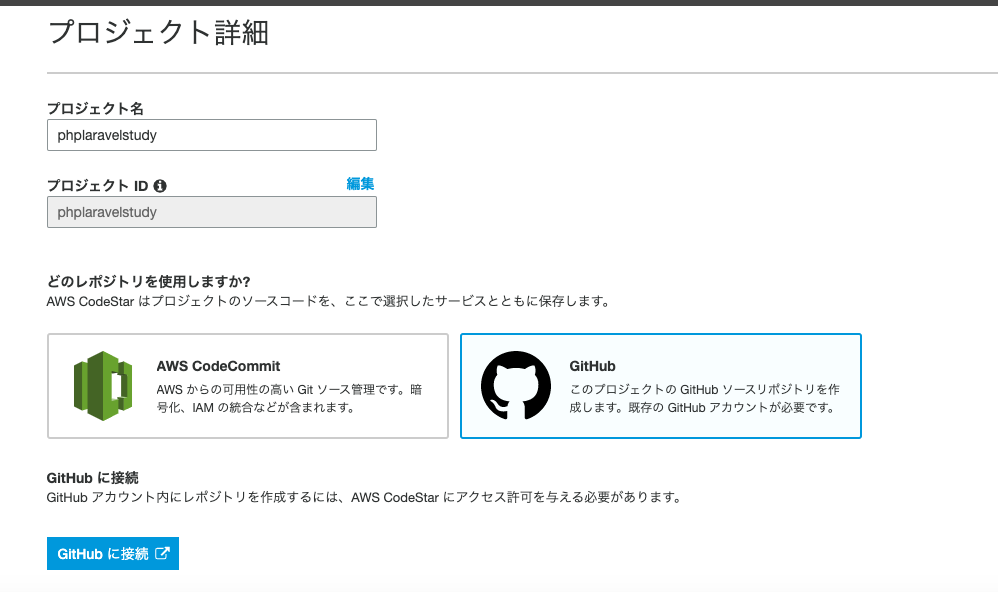 プロジェクト詳細
プロジェクト名
phplaravelstudy
プロジェクト ID
編集
phplaravelstudy
どのレポジトリを使用しますか?
AWS CodeStar はプロジェクトのソースコードを、ここで選択したサービスとともに保存します。
AWS CodeCommit
AWS からの可用性の高い Git ソース管理です。暗
号化、IAM の統合などが含まれます。
GitHub
このプロジェクトの GitHub ソースリポジトリを作
成します。既存の GitHub アカウントが必要です。
GitHub に接続
GitHub アカウント内にレポジトリを作成するには、AWS CodeStar にアクセス許可を与える必要があります。
GitHub に接続